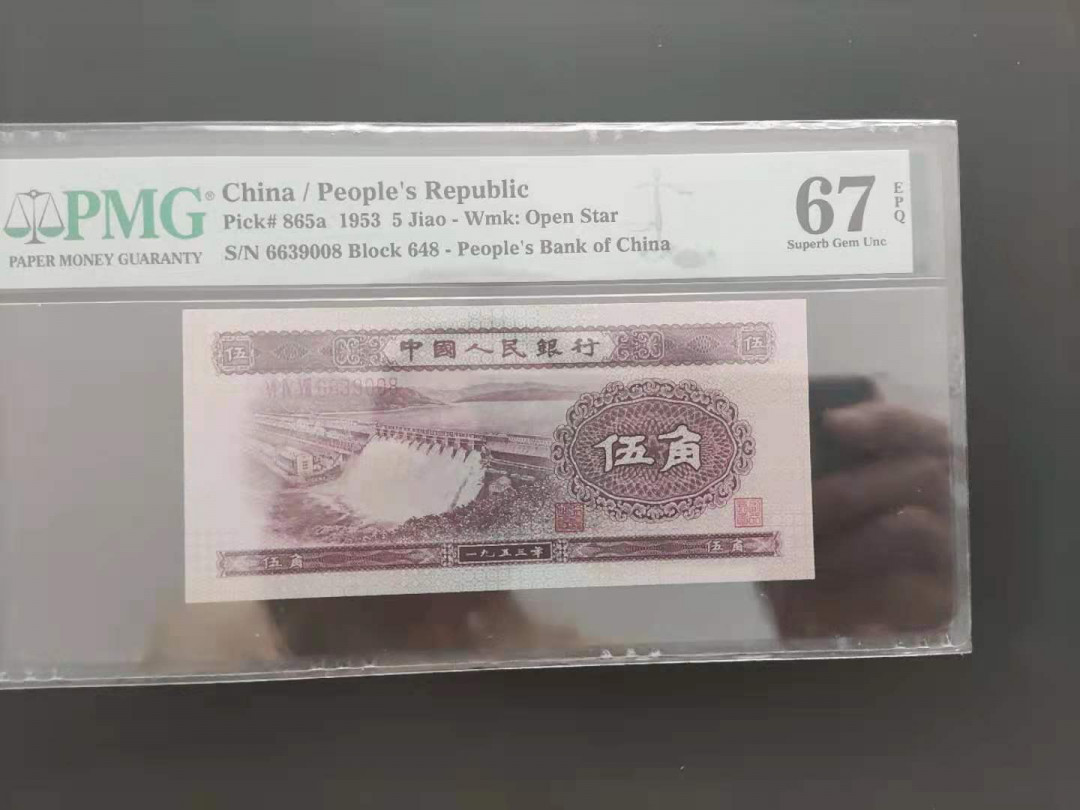 PMG®
PAPER MONEY GUARANTY
China / People's Republic
Pick# 865a 1953 5 Jiao - Wmk: Open Star
S/N 6639008 Block 648 - People's Bank of China
67
EPQ
Superb Gem Unc
伍
中國人民銀行
伍
伍角
伍角
一九五三年
伍角